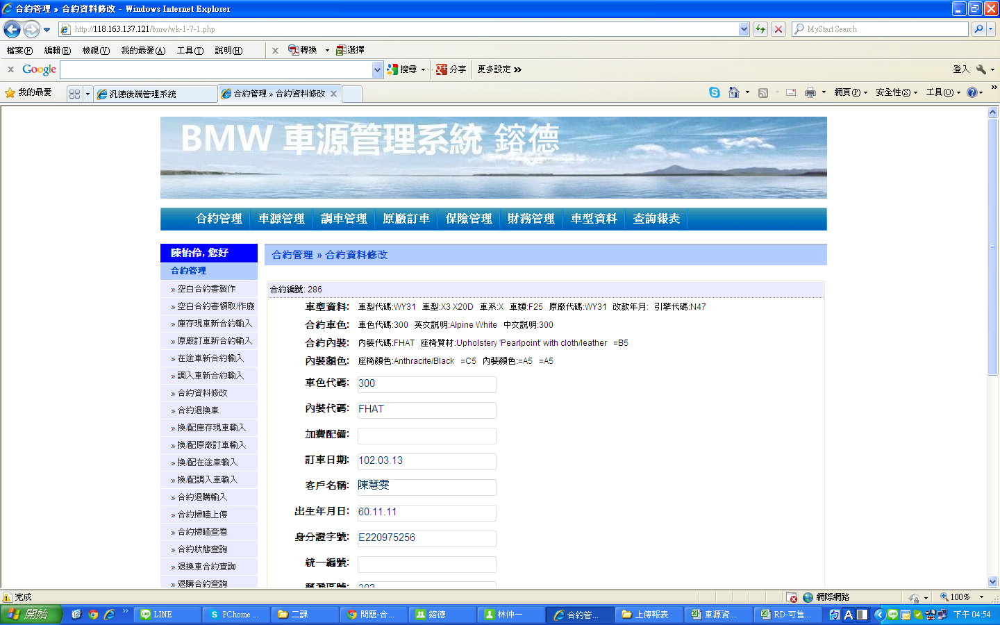 合約管理 » 合約資料修改 - Windows Internet Explorer
http://118.163.137.121/bmw/wk-1-7-1.php
MyStart Search
檔案(F) 編輯(E) 檢視(V) 我的最愛(A) 工具(T) 說明(H) x 轉換 選擇
x Google 搜尋 分享 更多設定 » 登入
我的最愛 汎德後端管理系統 合約管理 » 合約資料修改 網頁(P) 安全性(S) 工具(O)
BMW 車源管理系統 鎔德
合約管理 車源管理 調車管理 原廠訂車 保險管理 財務管理 車型資料 查詢報表
陳怡伶, 您好
合約管理
» 空白合約書製作
» 空白合約書領取/作廢
» 庫存現車新合約輸入
» 原廠訂車新合約輸入
» 在途車新合約輸入
» 調入車新合約輸入
» 合約資料修改
» 合約退換車
» 換/配庫存現車輸入
» 換/配原廠訂車輸入
» 換/配在途車輸入
» 換/配調入車輸入
» 合約退購輸入
» 合約掃瞄上傳
» 合約掃瞄查看
» 合約狀態查詢
» 退換車合約查詢
» 退購合約查詢
合約管理 » 合約資料修改
合約編號: 286
車型資料: 車型代碼:WY31 車型:X3 X20D 車系:X 車類:F25 原廠代碼:WY31 改款年月: 引擎代碼:N47
合約車色: 車色代碼:300 英文說明:Alpine White 中文說明:300
合約內裝: 內裝代碼:FHAT 座椅質材:Upholstery 'Pearlpoint' with cloth/leather =B5
內裝顏色: 座椅顏色:Anthracite/Black =C5 內裝顏色:=A5 =A5
車色代碼: 300
內裝代碼: FHAT
加費配備:
訂車日期: 102.03.13
客戶名稱: 陳慧雯
出生年月日: 60.11.11
身分證字號: E220975256
統一編號:
完成 網際網路 100%
開始 LINE PChome ... 二課 問題-合... 鎔德 林仲一 合約管... 上傳報表 車源資... RD-可售... A 下午 04:54